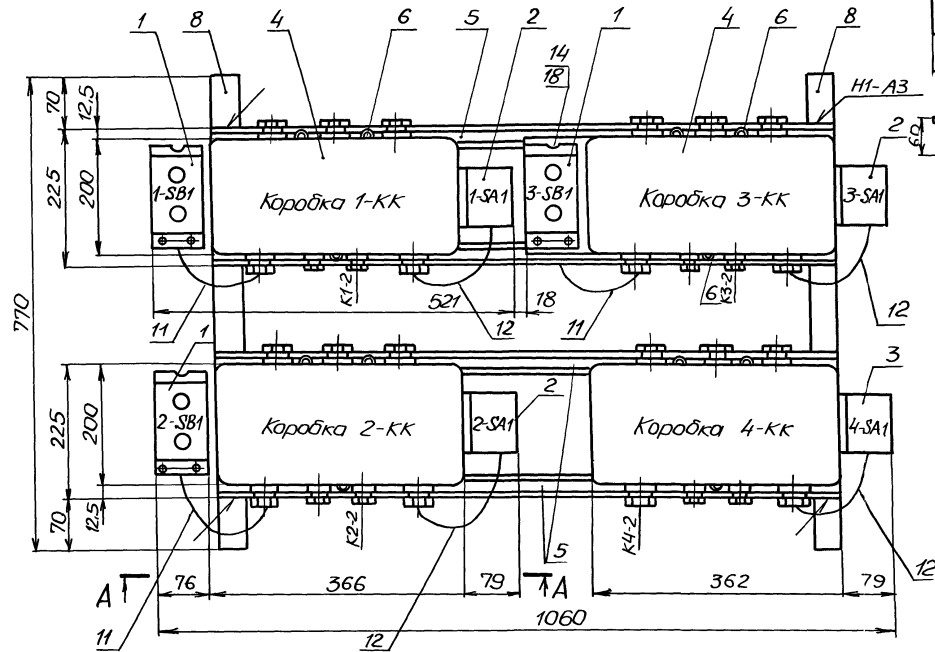 1 8 4 6 2 5 3 1 4 6 8
14
18
Н1-А3
2
70
12,5
60
225
200
1-SB1
Коробка 1-КК
1-SA1
3-SB1
Коробка 3-КК
3-SA1
770
К1-2
521
18
6
К3-2
11
12
11
12
1
2
3
225
200
2-SB1
Коробка 2-КК
2-SA1
Коробка 4-КК
4-SA1
70
12,5
К2-2
К4-2
5
12
А
А
76
366
79
362
79
11
12
1060